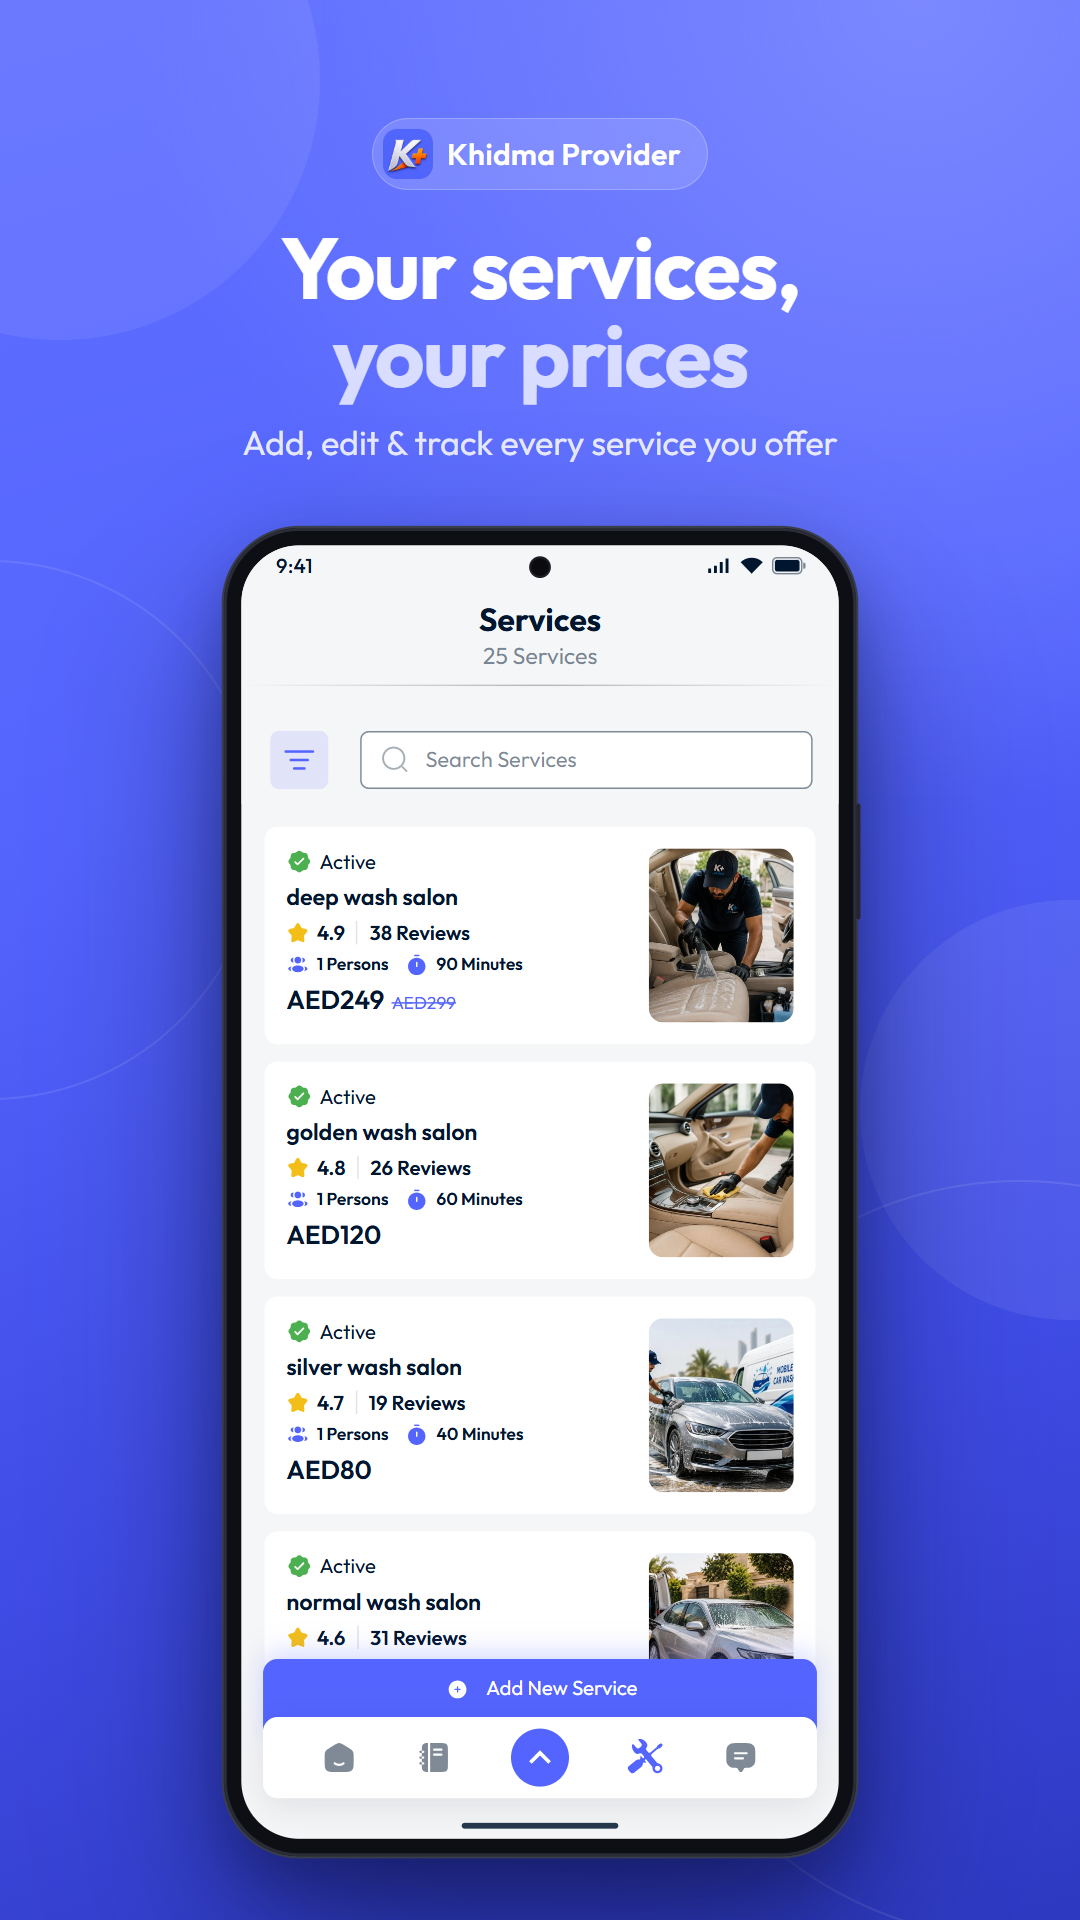 K+
Khidma Provider
Your services,
your prices
Add, edit & track every service you offer
9:41
Services
25 Services
Search Services
Active
deep wash salon
4.9 38 Reviews
1 Persons 90 Minutes
AED249 AED299
K+
K+
Active
golden wash salon
4.8 26 Reviews
1 Persons 60 Minutes
AED120
Active
silver wash salon
4.7 19 Reviews
1 Persons 40 Minutes
AED80
MOBILE
CAR WASH
Active
normal wash salon
4.6 31 Reviews
Add New Service